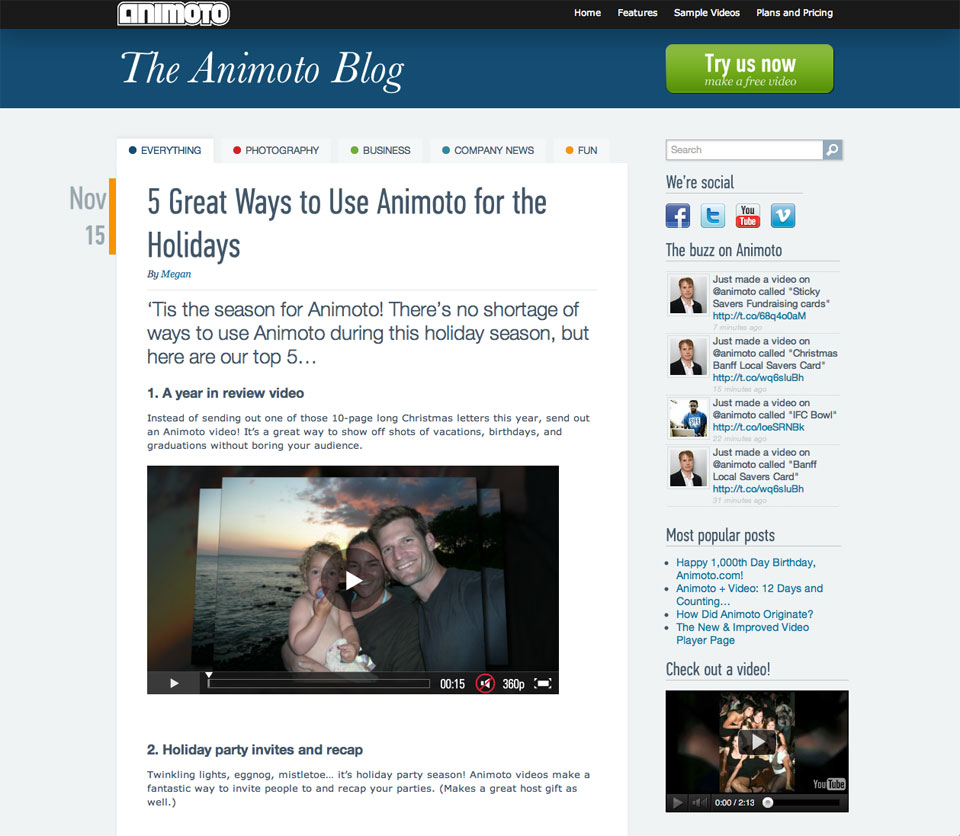 animoto
Home Features Sample Videos Plans and Pricing
The Animoto Blog
Try us now
make a free video
EVERYTHING PHOTOGRAPHY BUSINESS COMPANY NEWS FUN
Nov
15
5 Great Ways to Use Animoto for the
Holidays
By Megan
‘Tis the season for Animoto! There’s no shortage of
ways to use Animoto during this holiday season, but
here are our top 5…
1. A year in review video
Instead of sending out one of those 10-page long Christmas letters this year, send out
an Animoto video! It’s a great way to show off shots of vacations, birthdays, and
graduations without boring your audience.
00:15 360p
2. Holiday party invites and recap
Twinkling lights, eggnog, mistletoe… it’s holiday party season! Animoto videos make a
fantastic way to invite people to and recap your parties. (Makes a great host gift as
well.)
Search
We’re social
f t You Tube v
The buzz on Animoto
Just made a video on
@animoto called "Sticky
Savers Fundraising cards"
http://t.co/68q4o0aM
7 minutes ago
Just made a video on
@animoto called "Christmas
Banff Local Savers Card"
http://t.co/wq6sluBh
15 minutes ago
Just made a video on
@animoto called "IFC Bowl"
http://t.co/loeSRNBk
22 minutes ago
Just made a video on
@animoto called "Banff
Local Savers Card"
http://t.co/wq6sluBh
31 minutes ago
Most popular posts
Happy 1,000th Day Birthday,
Animoto.com!
Animoto + Video: 12 Days and
Counting…
How Did Animoto Originate?
The New & Improved Video
Player Page
Check out a video!
YouTube
0:00 / 2:13